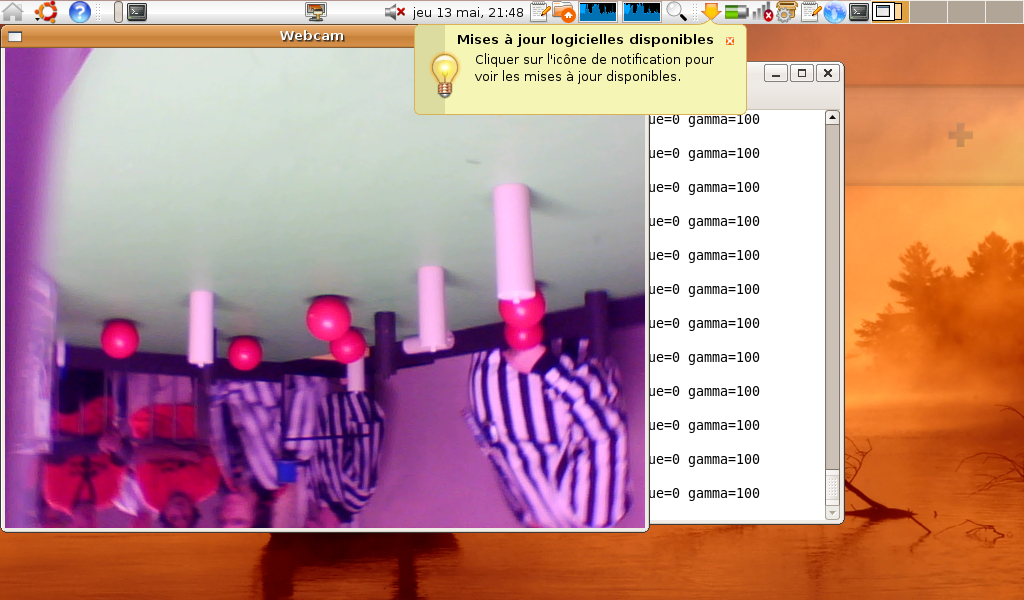 jeu 13 mai, 21:48
Webcam
Mises à jour logicielles disponibles
Cliquer sur l'icône de notification pour
voir les mises à jour disponibles.
ue=0 gamma=100
ue=0 gamma=100
ue=0 gamma=100
ue=0 gamma=100
ue=0 gamma=100
ue=0 gamma=100
ue=0 gamma=100
ue=0 gamma=100
ue=0 gamma=100
ue=0 gamma=100
ue=0 gamma=100
ue=0 gamma=100